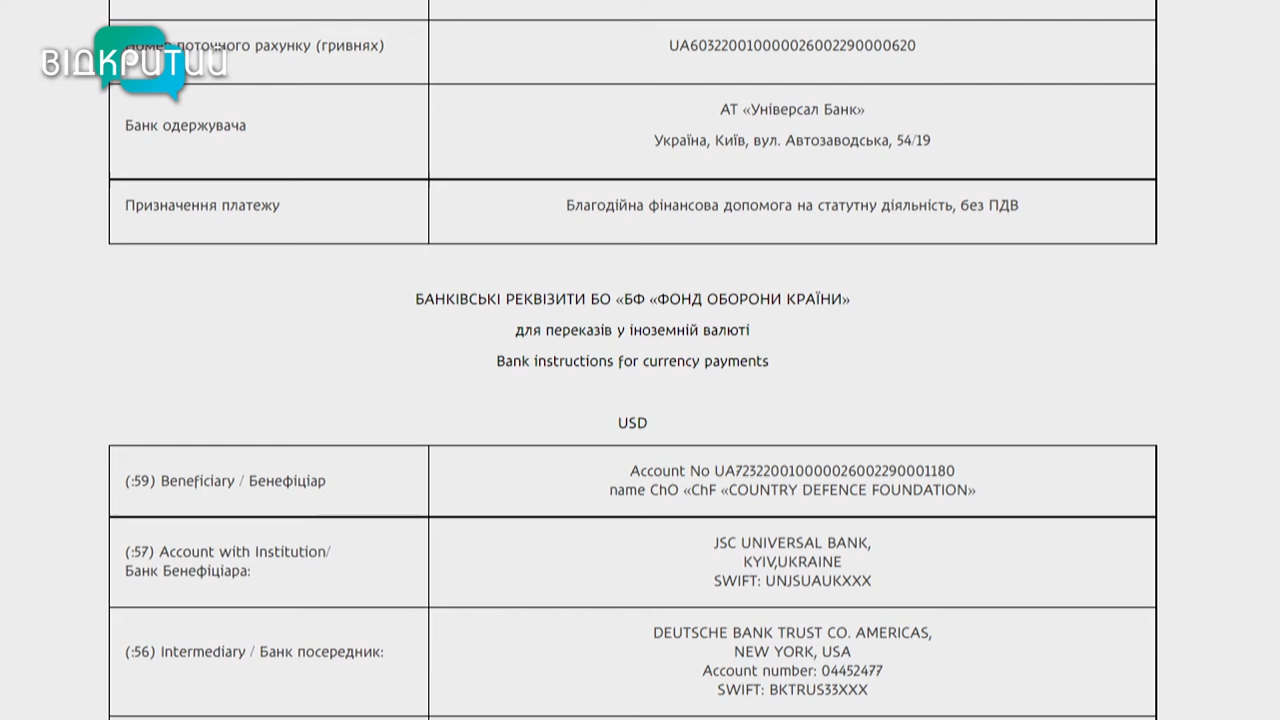 ВІДКРИТИЙ
Номер поточного рахунку (гривнях)
UA603220010000026002290000620
Банк одержувача
АТ «Універсал Банк»
Україна, Київ, вул. Автозаводська, 54/19
Призначення платежу
Благодійна фінансова допомога на статутну діяльність, без ПДВ
БАНКІВСЬКІ РЕКВІЗИТИ БО «БФ «ФОНД ОБОРОНИ КРАЇНИ»
для переказів у іноземній валюті
Bank instructions for currency payments
USD
(:59) Beneficiary / Бенефіціар
Account No UA723220010000026002290001180
name ChO «ChF «COUNTRY DEFENCE FOUNDATION»
(:57) Account with Institution/
Банк Бенефіціара:
JSC UNIVERSAL BANK,
KYIV,UKRAINE
SWIFT: UNJSUAUKXXX
(:56) Intermediary / Банк посередник:
DEUTSCHE BANK TRUST CO. AMERICAS,
NEW YORK, USA
Account number: 04452477
SWIFT: BKTRUS33XXX